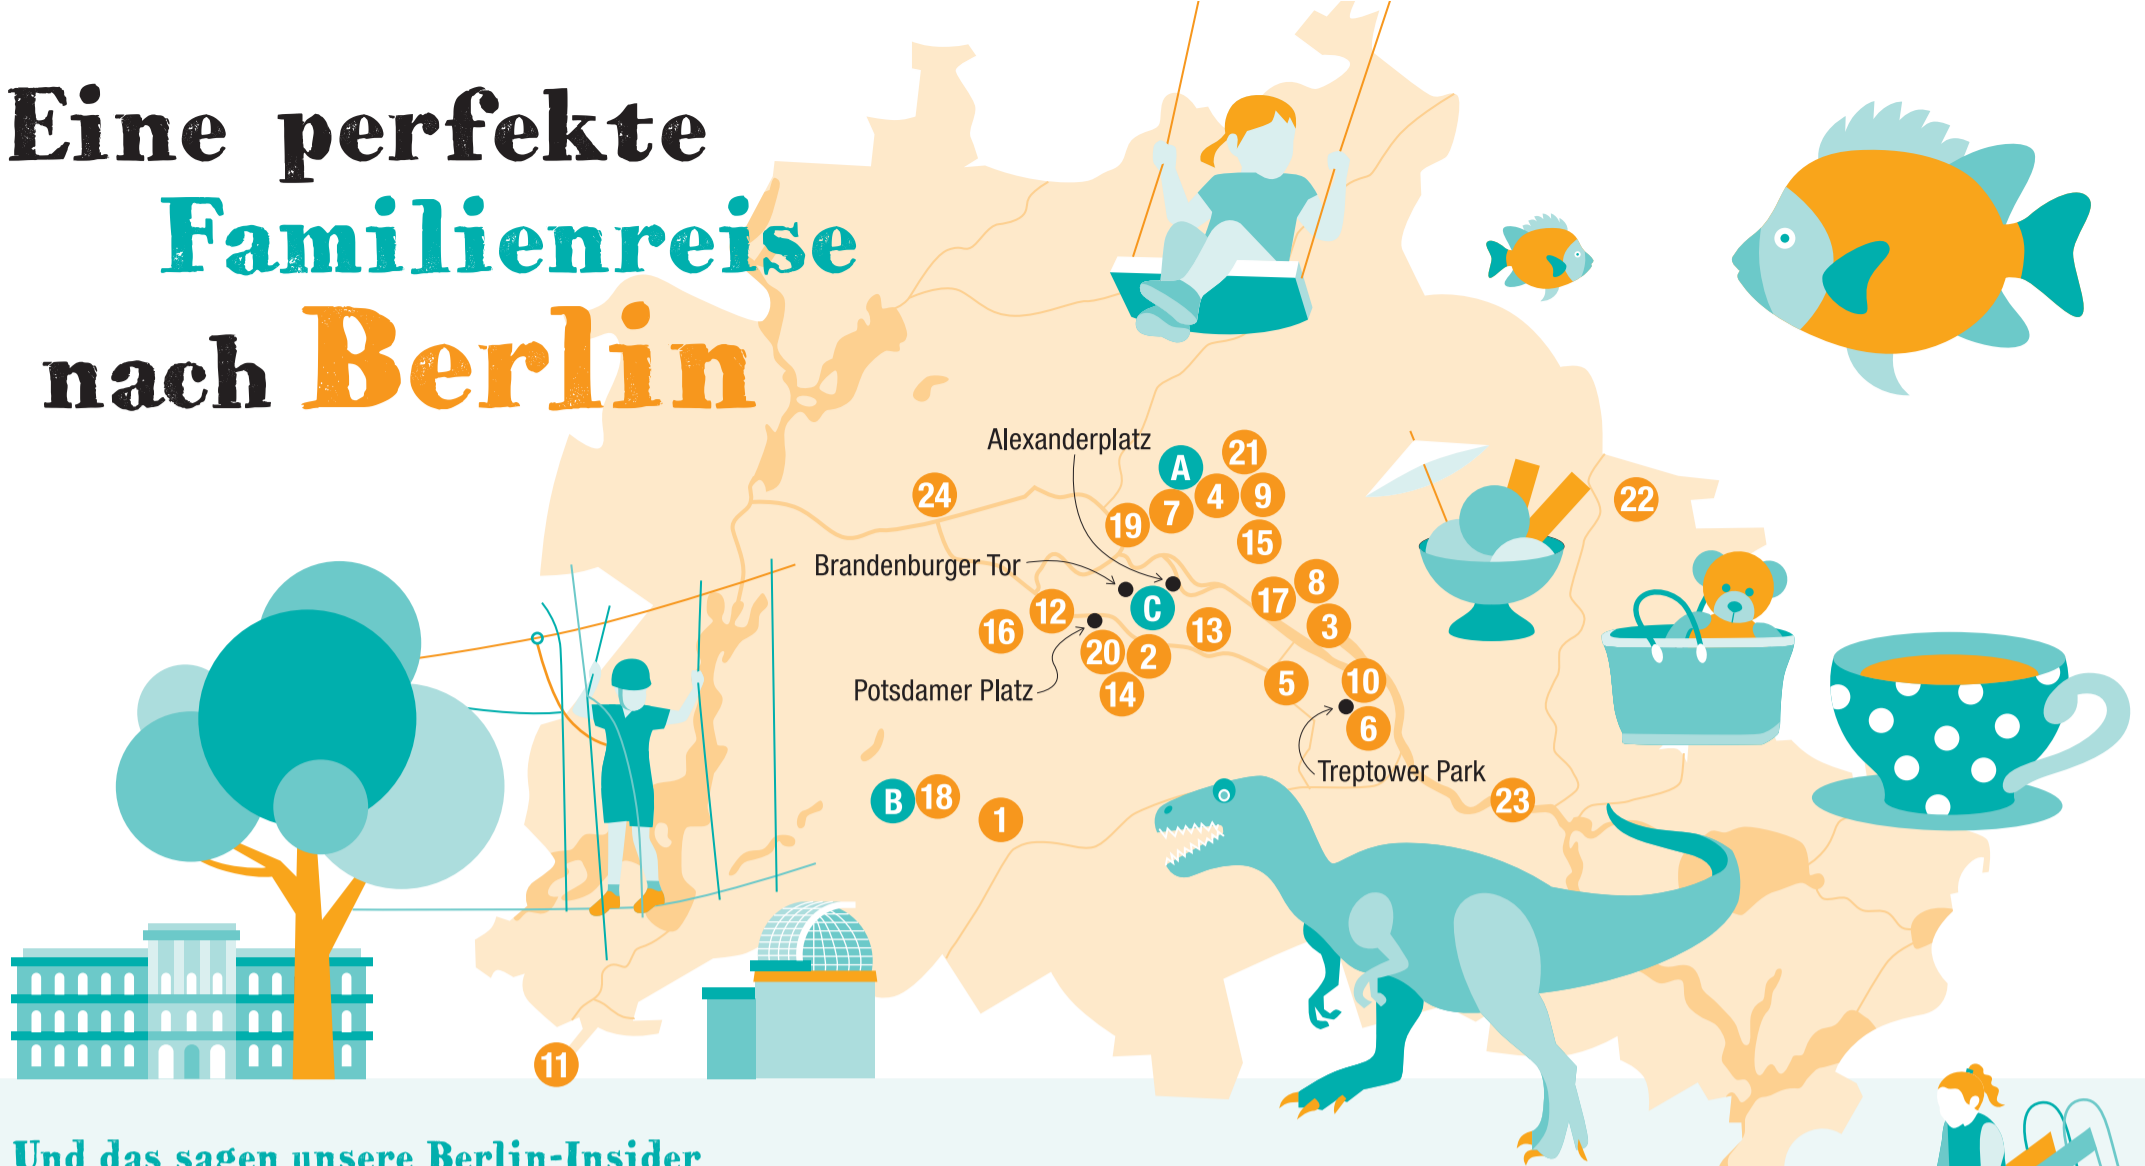 Eine perfekte
Familienreise
nach Berlin
Alexanderplatz
A
21
24
4
9
22
7
19
15
Brandenburger Tor
8
17
12
C
16
13
3
20
2
Potsdamer Platz
5
10
14
6
Treptower Park
B
18
23
1
11
Und das sagen unsere Berlin-Insider